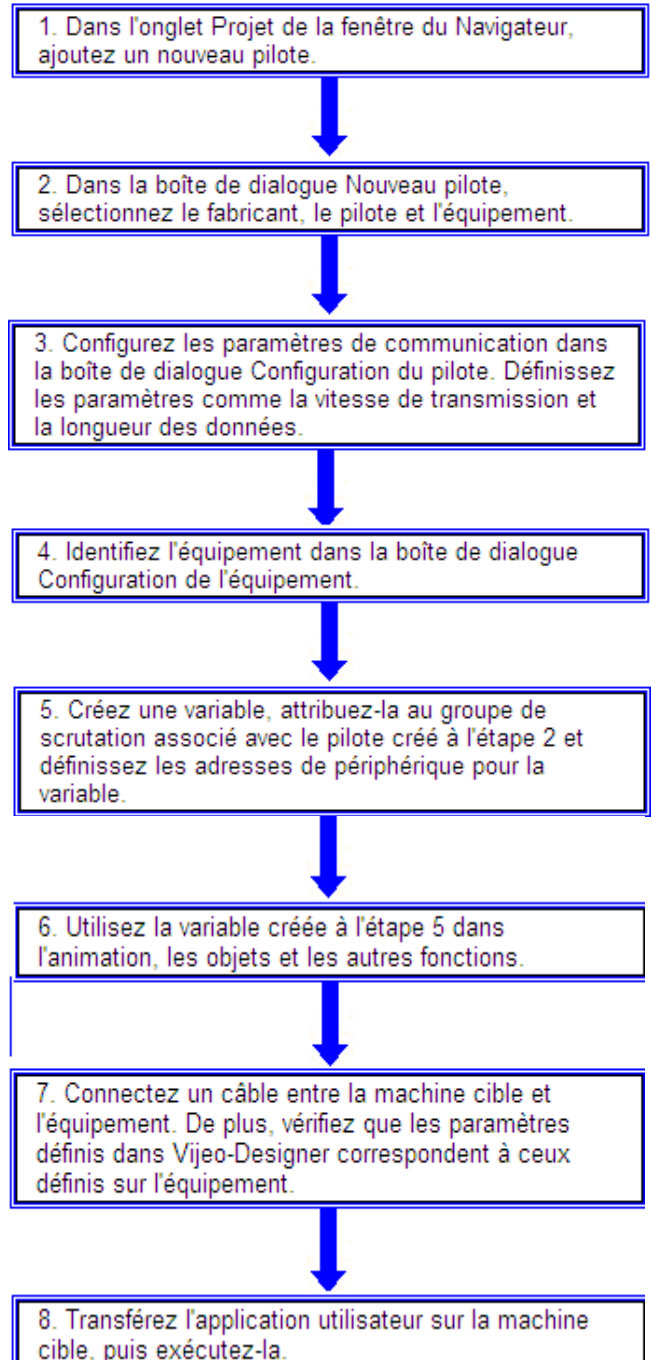 1. Dans l'onglet Projet de la fenêtre du Navigateur,
ajoutez un nouveau pilote.
2. Dans la boîte de dialogue Nouveau pilote,
sélectionnez le fabricant, le pilote et l'équipement.
3. Configurez les paramètres de communication dans
la boîte de dialogue Configuration du pilote. Définissez
les paramètres comme la vitesse de transmission et
la longueur des données.
4. Identifiez l'équipement dans la boîte de dialogue
Configuration de l'équipement.
5. Créez une variable, attribuez-la au groupe de
scrutation associé avec le pilote créé à l'étape 2 et
définissez les adresses de périphérique pour la
variable.
6. Utilisez la variable créée à l'étape 5 dans
l'animation, les objets et les autres fonctions.
7. Connectez un câble entre la machine cible et
l'équipement. De plus, vérifiez que les paramètres
définis dans Vijeo-Designer correspondent à ceux
définis sur l'équipement.
8. Transférez l'application utilisateur sur la machine
cible, puis exécutez-la.